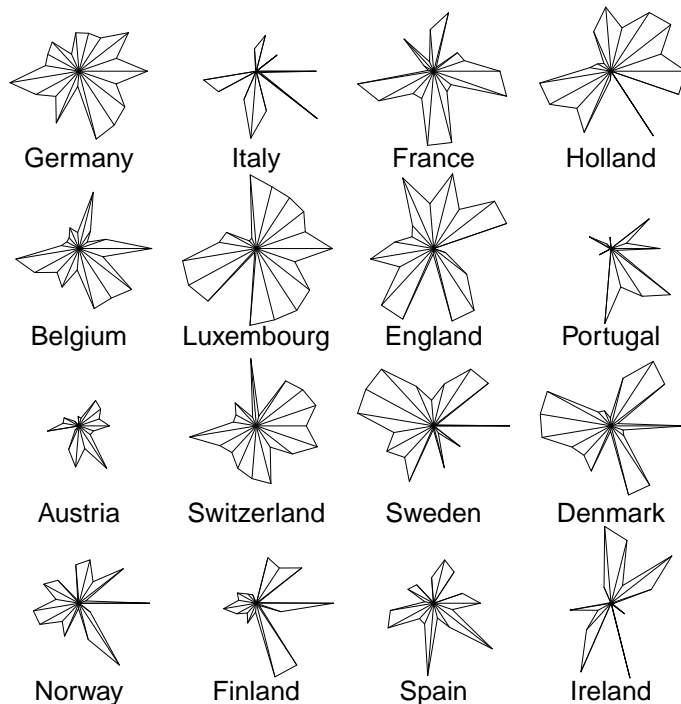 Germany Italy France Holland
Belgium Luxembourg England Portugal
Austria Switzerland Sweden Denmark
Norway Finland Spain Ireland